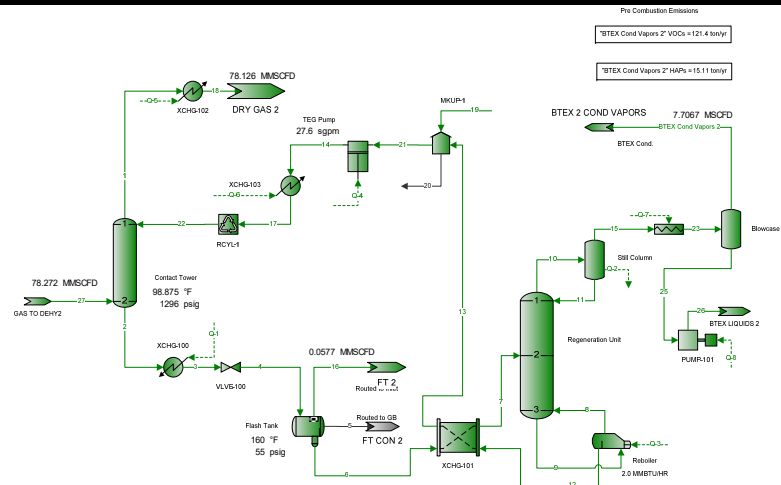 Pre Combustion Emissions
"BTEX Cond Vapors 2" VOCs =121.4 ton/yr
"BTEX Cond Vapors 2" HAPs =15.11 ton/yr
78.126 MMSCFD
18
Q-5
XCHG-102
DRY GAS 2
MKUP-1
19
BTEX 2 COND VAPORS
7.7067 MSCFD
BTEX Cond Vapors 2
BTEX Cond.
TEG Pump
27.6 sgpm
14
21
1
XCHG-103
Q-6
Q-4
20
22
17
RCYL-1
1
Q-7
15
23
Blowcase
Still Column
10
Q-2
78.272 MMSCFD
Contact Tower
98.875 °F
1296 psig
2
27
GAS TO DEHY2
11
1
25
13
26
BTEX LIQUIDS 2
2
Q-1
XCHG-100
3
4
VLVE-100
0.0577 MMSCFD
16
FT 2
Routed
Regeneration Unit
2
PUMP-101
Q-8
7
Flash Tank
160 °F
55 psig
Routed to GB
5
FT CON 2
3
8
6
XCHG-101
Q-3
Reboiler
9
2.0 MMBTU/HR
12